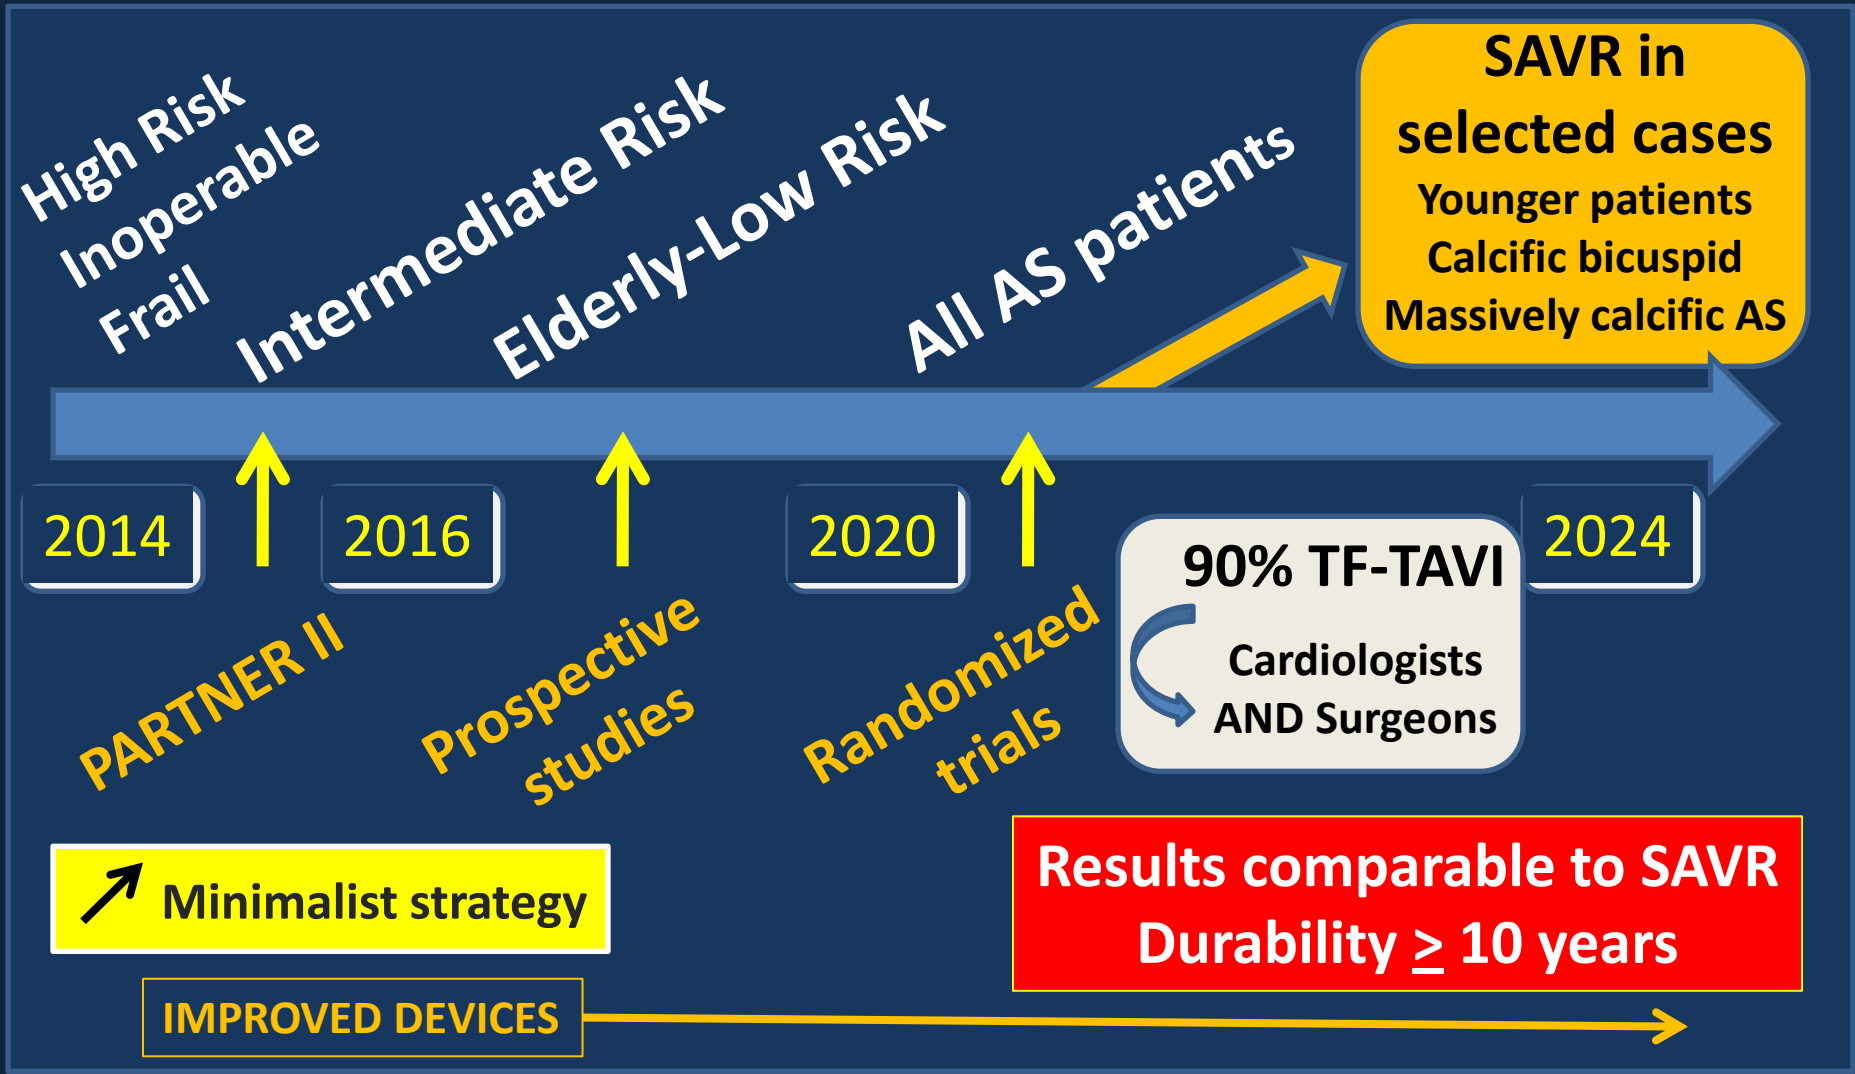 High Risk
Inoperable
Frail
Intermediate Risk
Elderly-Low Risk
All AS patients
SAVR in
selected cases
Younger patients
Calcific bicuspid
Massively calcific AS
2014
2016
2020
2024
PARTNER II
Prospective
studies
Randomized
trials
90% TF-TAVI
Cardiologists
AND Surgeons
Minimalist strategy
Results comparable to SAVR
Durability ≥ 10 years
IMPROVED DEVICES